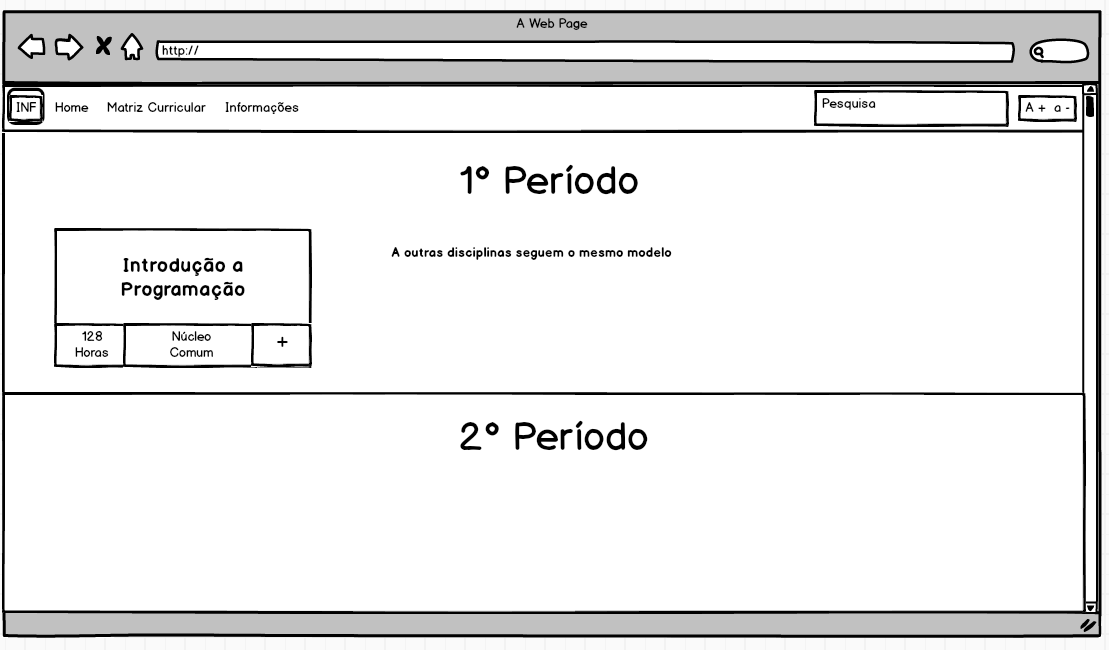 A Web Page
http://
INF Home Matriz Curricular Informações Pesquisa A + a -
1º Período
Introdução a
Programação
A outras disciplinas seguem o mesmo modelo
128
Horas
Núcleo
Comum
+
2º Período